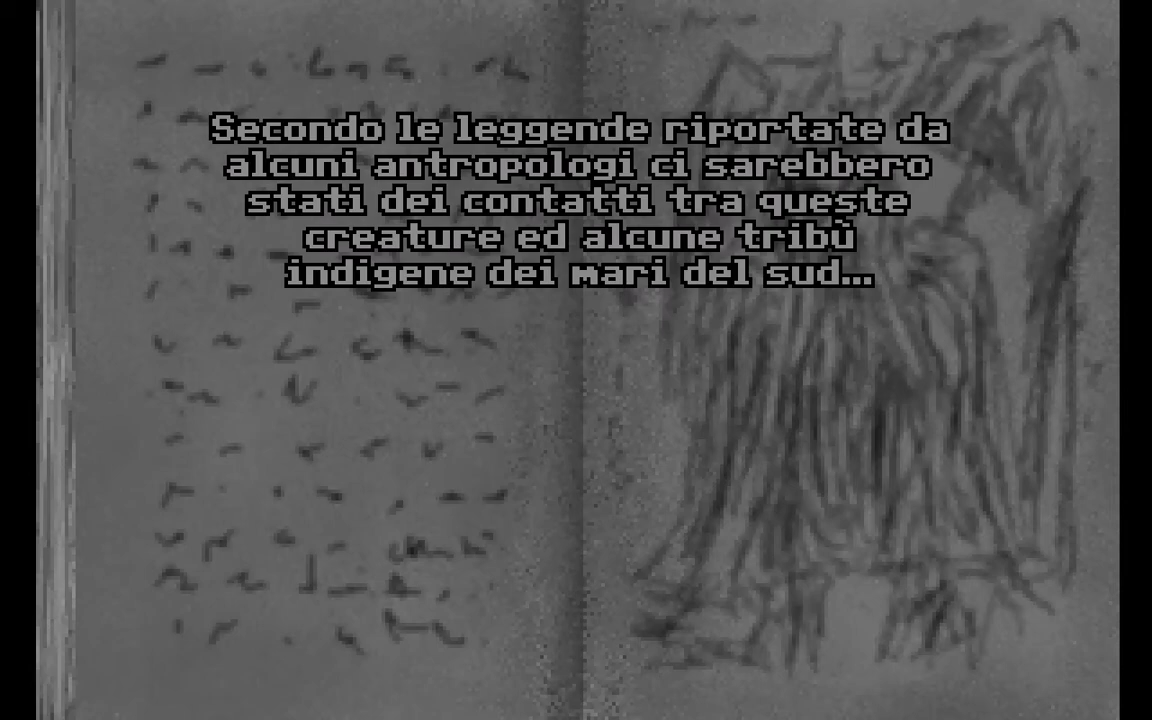 Secondo le leggende riportate da
alcuni antropologi ci sarebbero
stati dei contatti tra queste
creature ed alcune tribù
indigene dei mari del sud...